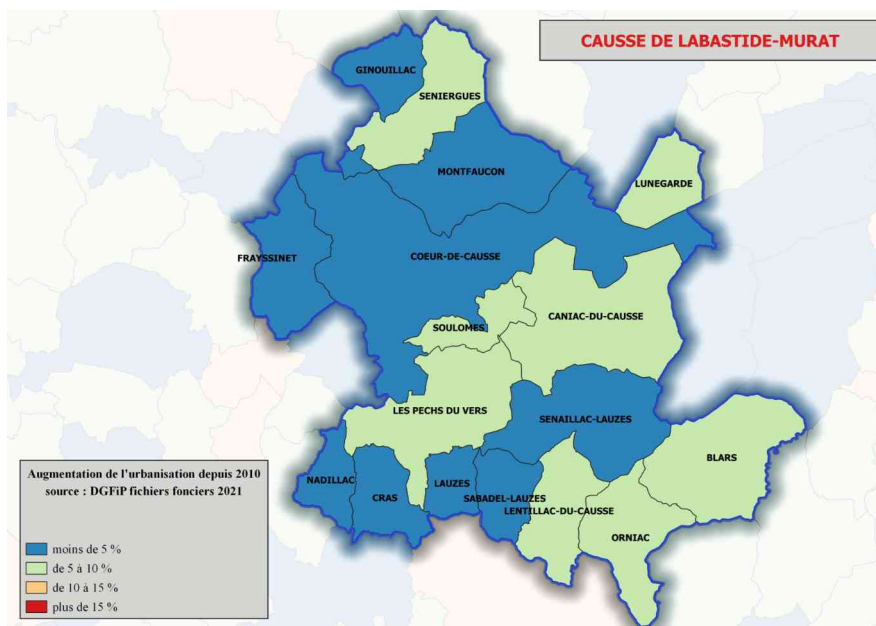 CAUSSE DE LABASTIDE-MURAT
GINOUILLAC
SENIERGUES
MONTFAUCON
LUNEGARDE
FRAYSSINET
COEUR-DE-CAUSSE
CANIAC-DU-CAUSSE
SOULOMES
LES PECHS DU VERS
SENAILLAC-LAUZES
BLARS
NADILLAC
CRAS
LAUZES
SABADEL-LAUZES
LENTILLAC-DU-CAUSSE
ORNIAC
Augmentation de l'urbanisation depuis 2010
source : DGFiP fichiers fonciers 2021
moins de 5 %
de 5 à 10 %
de 10 à 15 %
plus de 15 %